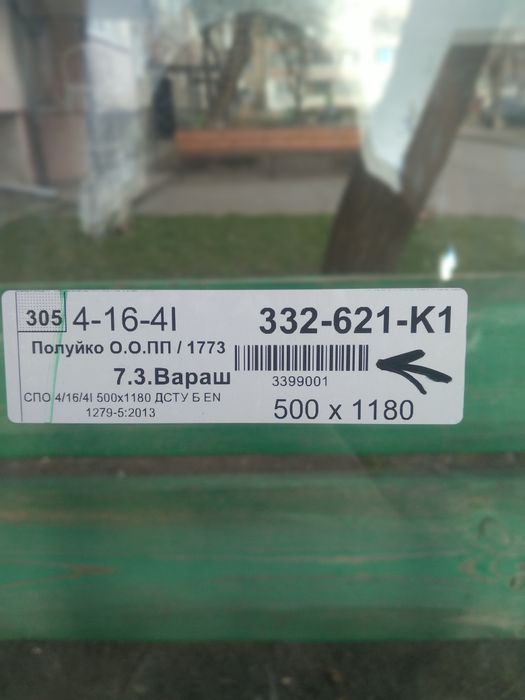 305 4-16-4I 332-621-K1
Полуйко О.О.ПП / 1773
7.3.Вараш
3399001
СПО 4/16/4I 500x1180 ДСТУ Б EN
1279-5:2013
500 x 1180